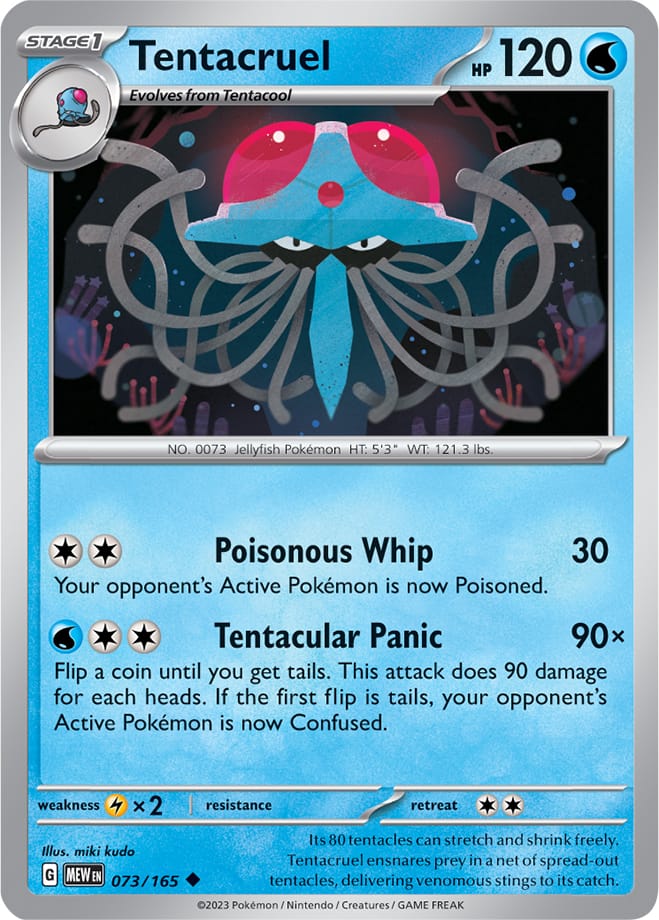 STAGE1
Tentacruel
HP 120
Evolves from Tentacool
NO. 0073 Jellyfish Pokémon HT: 5'3" WT: 121.3 lbs.
Poisonous Whip 30
Your opponent's Active Pokémon is now Poisoned.
Tentacular Panic 90×
Flip a coin until you get tails. This attack does 90 damage
for each heads. If the first flip is tails, your opponent's
Active Pokémon is now Confused.
weakness ×2 resistance retreat
Illus. miki kudo
Its 80 tentacles can stretch and shrink freely.
Tentacruel ensnares prey in a net of spread-out
tentacles, delivering venomous stings to its catch.
G MEW EN 073/165
©2023 Pokémon / Nintendo / Creatures / GAME FREAK